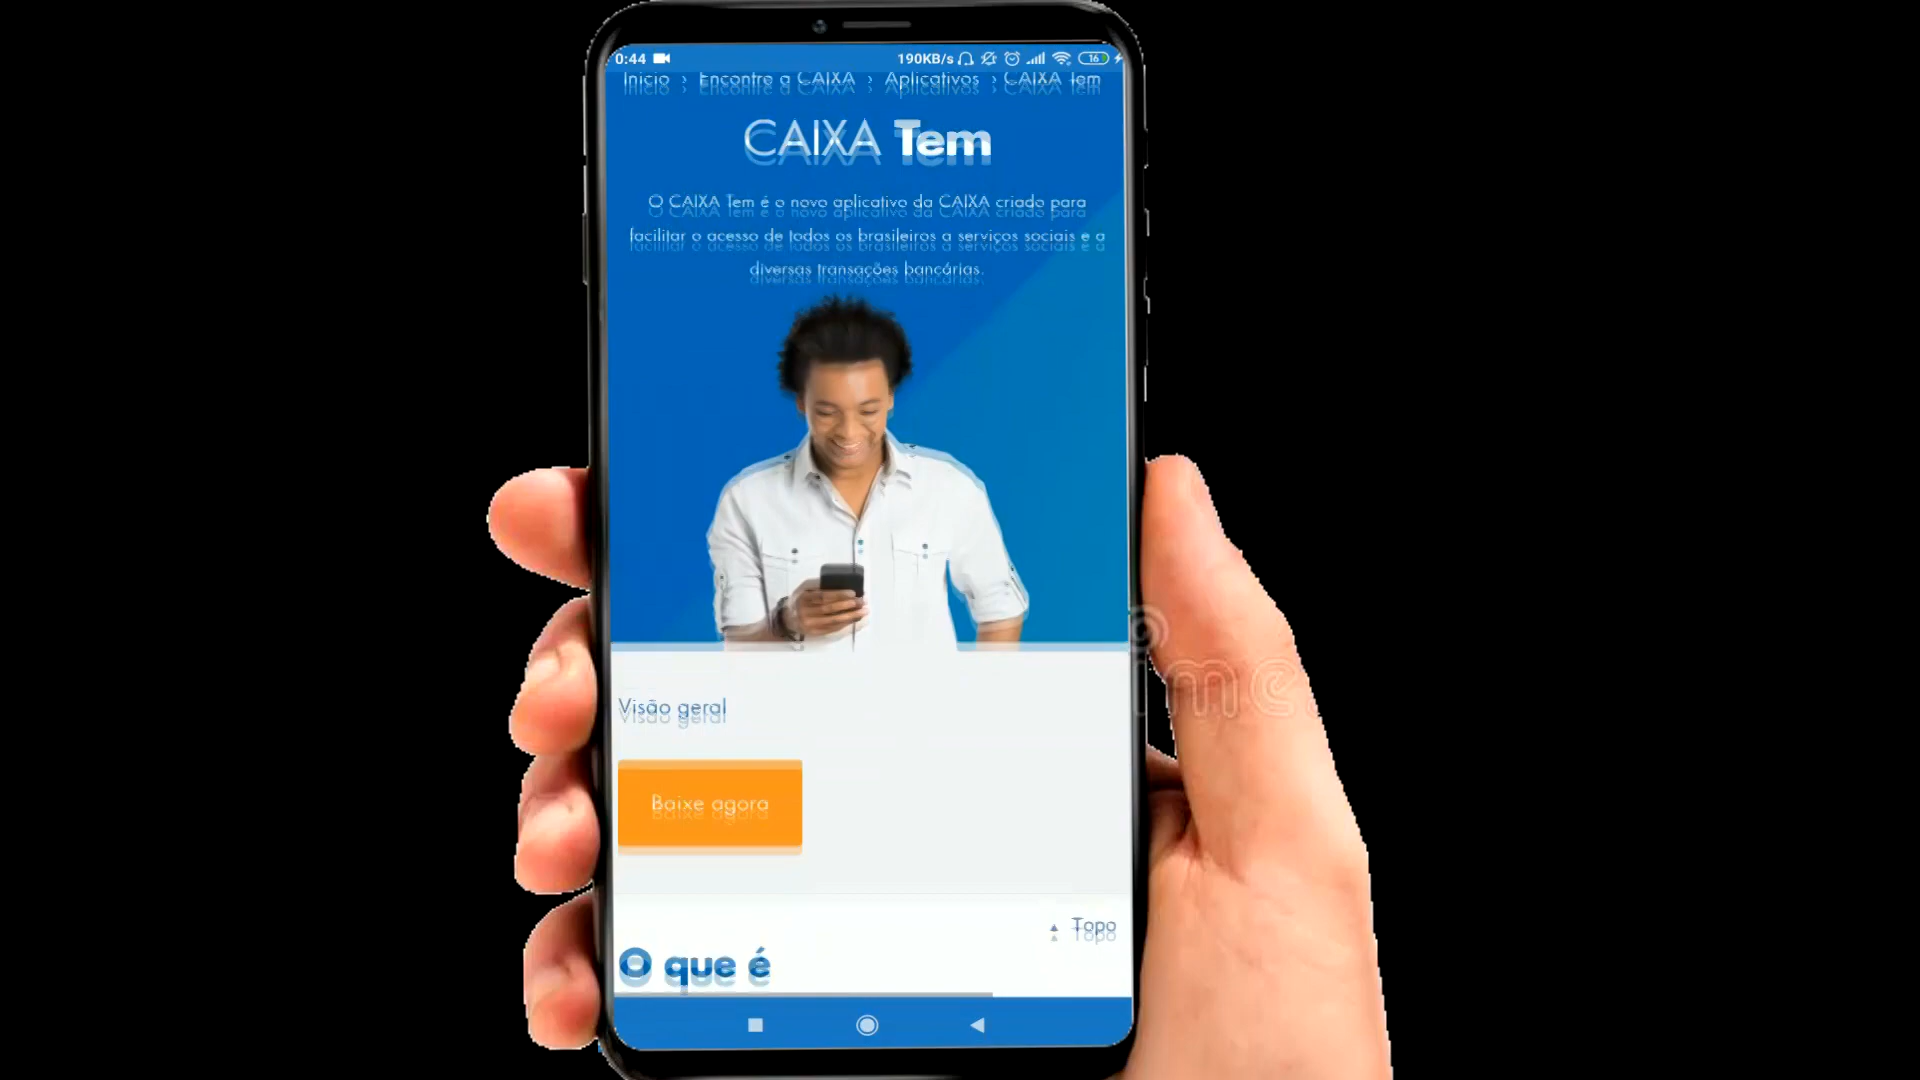 0:44 190KB/s 16
Início › Encontre a CAIXA › Aplicativos › CAIXA Tem
CAIXA Tem
O CAIXA Tem é o novo aplicativo da CAIXA criado para
facilitar o acesso de todos os brasileiros a serviços sociais e a
diversas transações bancárias.
Visão geral
Baixe agora
Topo
O que é